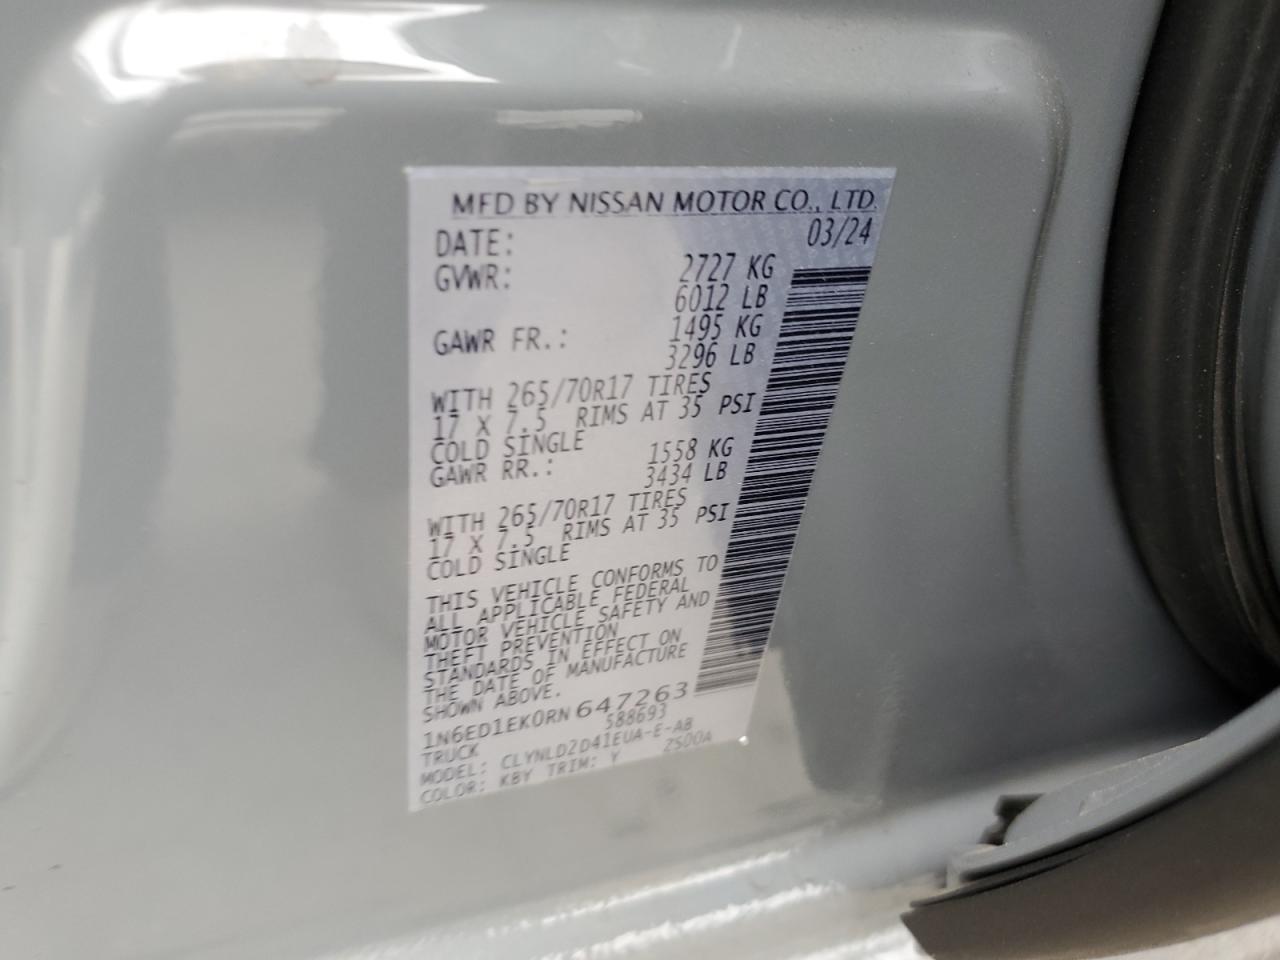 MFD BY NISSAN MOTOR CO., LTD.
DATE: 03/24
GVWR: 2727 KG
6012 LB
GAWR FR.: 1495 KG
3296 LB
WITH 265/70R17 TIRES
17 X 7.5 RIMS AT 35 PSI
COLD SINGLE
GAWR RR.: 1558 KG
3434 LB
WITH 265/70R17 TIRES
17 X 7.5 RIMS AT 35 PSI
COLD SINGLE
THIS VEHICLE CONFORMS TO
ALL APPLICABLE FEDERAL
MOTOR VEHICLE SAFETY AND
THEFT PREVENTION
STANDARDS IN EFFECT ON
THE DATE OF MANUFACTURE
SHOWN ABOVE.
1N6ED1EK0RN647263
TRUCK 588693
MODEL: CLYNLD2D41EUA-E-AB
COLOR: KBY TRIM: Y ZS00A